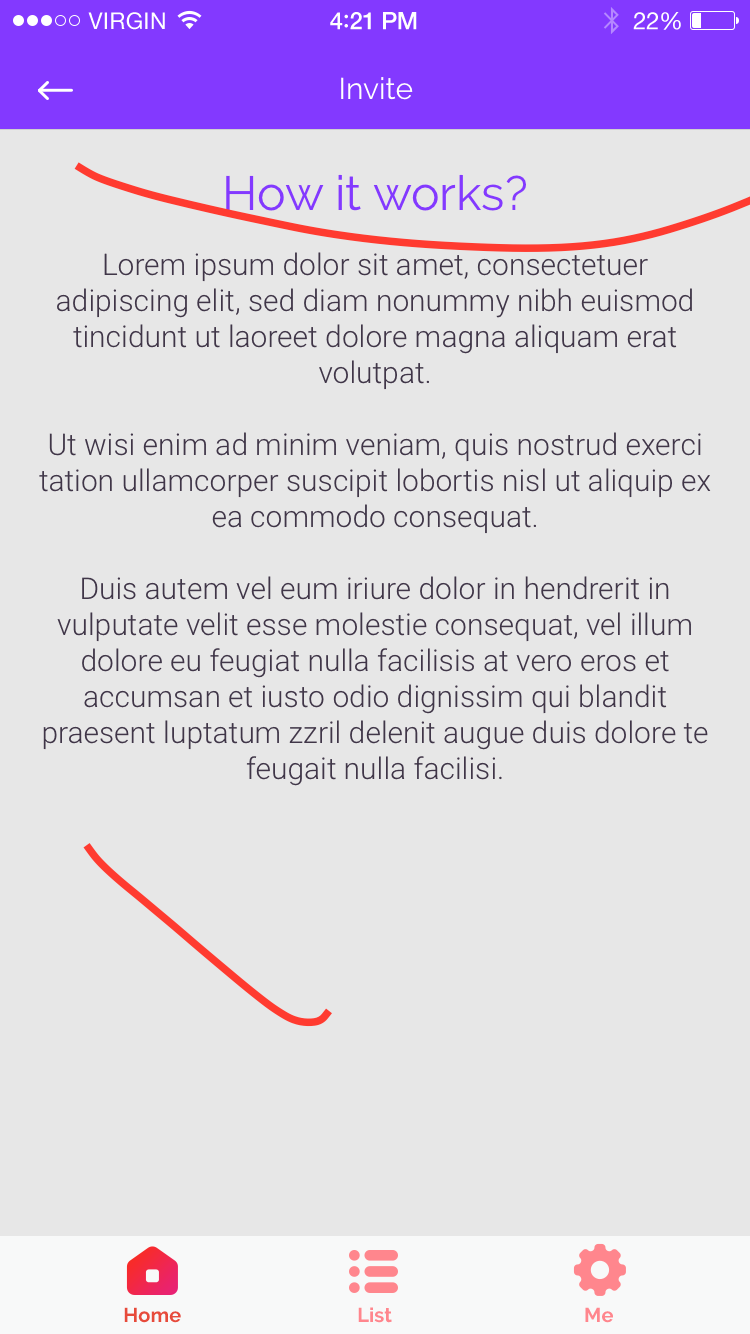 VIRGIN 4:21 PM 22%
Invite
How it works?
Lorem ipsum dolor sit amet, consectetuer
adipiscing elit, sed diam nonummy nibh euismod
tincidunt ut laoreet dolore magna aliquam erat
volutpat.
Ut wisi enim ad minim veniam, quis nostrud exerci
tation ullamcorper suscipit lobortis nisl ut aliquip ex
ea commodo consequat.
Duis autem vel eum iriure dolor in hendrerit in
vulputate velit esse molestie consequat, vel illum
dolore eu feugiat nulla facilisis at vero eros et
accumsan et iusto odio dignissim qui blandit
praesent luptatum zzril delenit augue duis dolore te
feugait nulla facilisi.
Home List Me